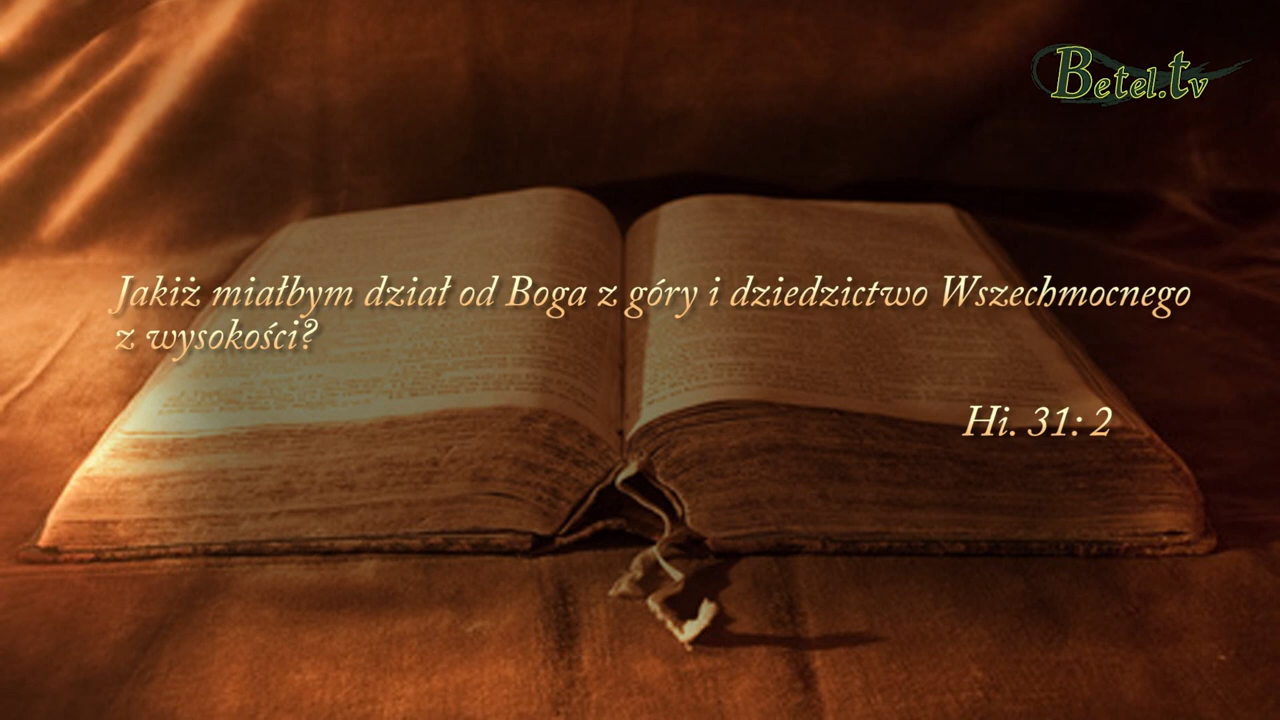 Betel.tv
Jakiż miałbym dział od Boga z góry i dziedzictwo Wszechmocnego
z wysokości?
Hi. 31: 2